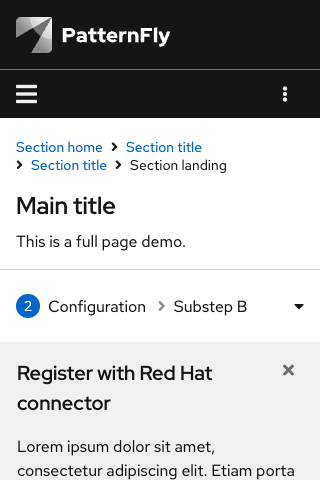 PatternFly
Section home > Section title
> Section title > Section landing
Main title
This is a full page demo.
2 Configuration > Substep B
Register with Red Hat
connector
Lorem ipsum dolor sit amet,
consectetur adipiscing elit. Etiam porta